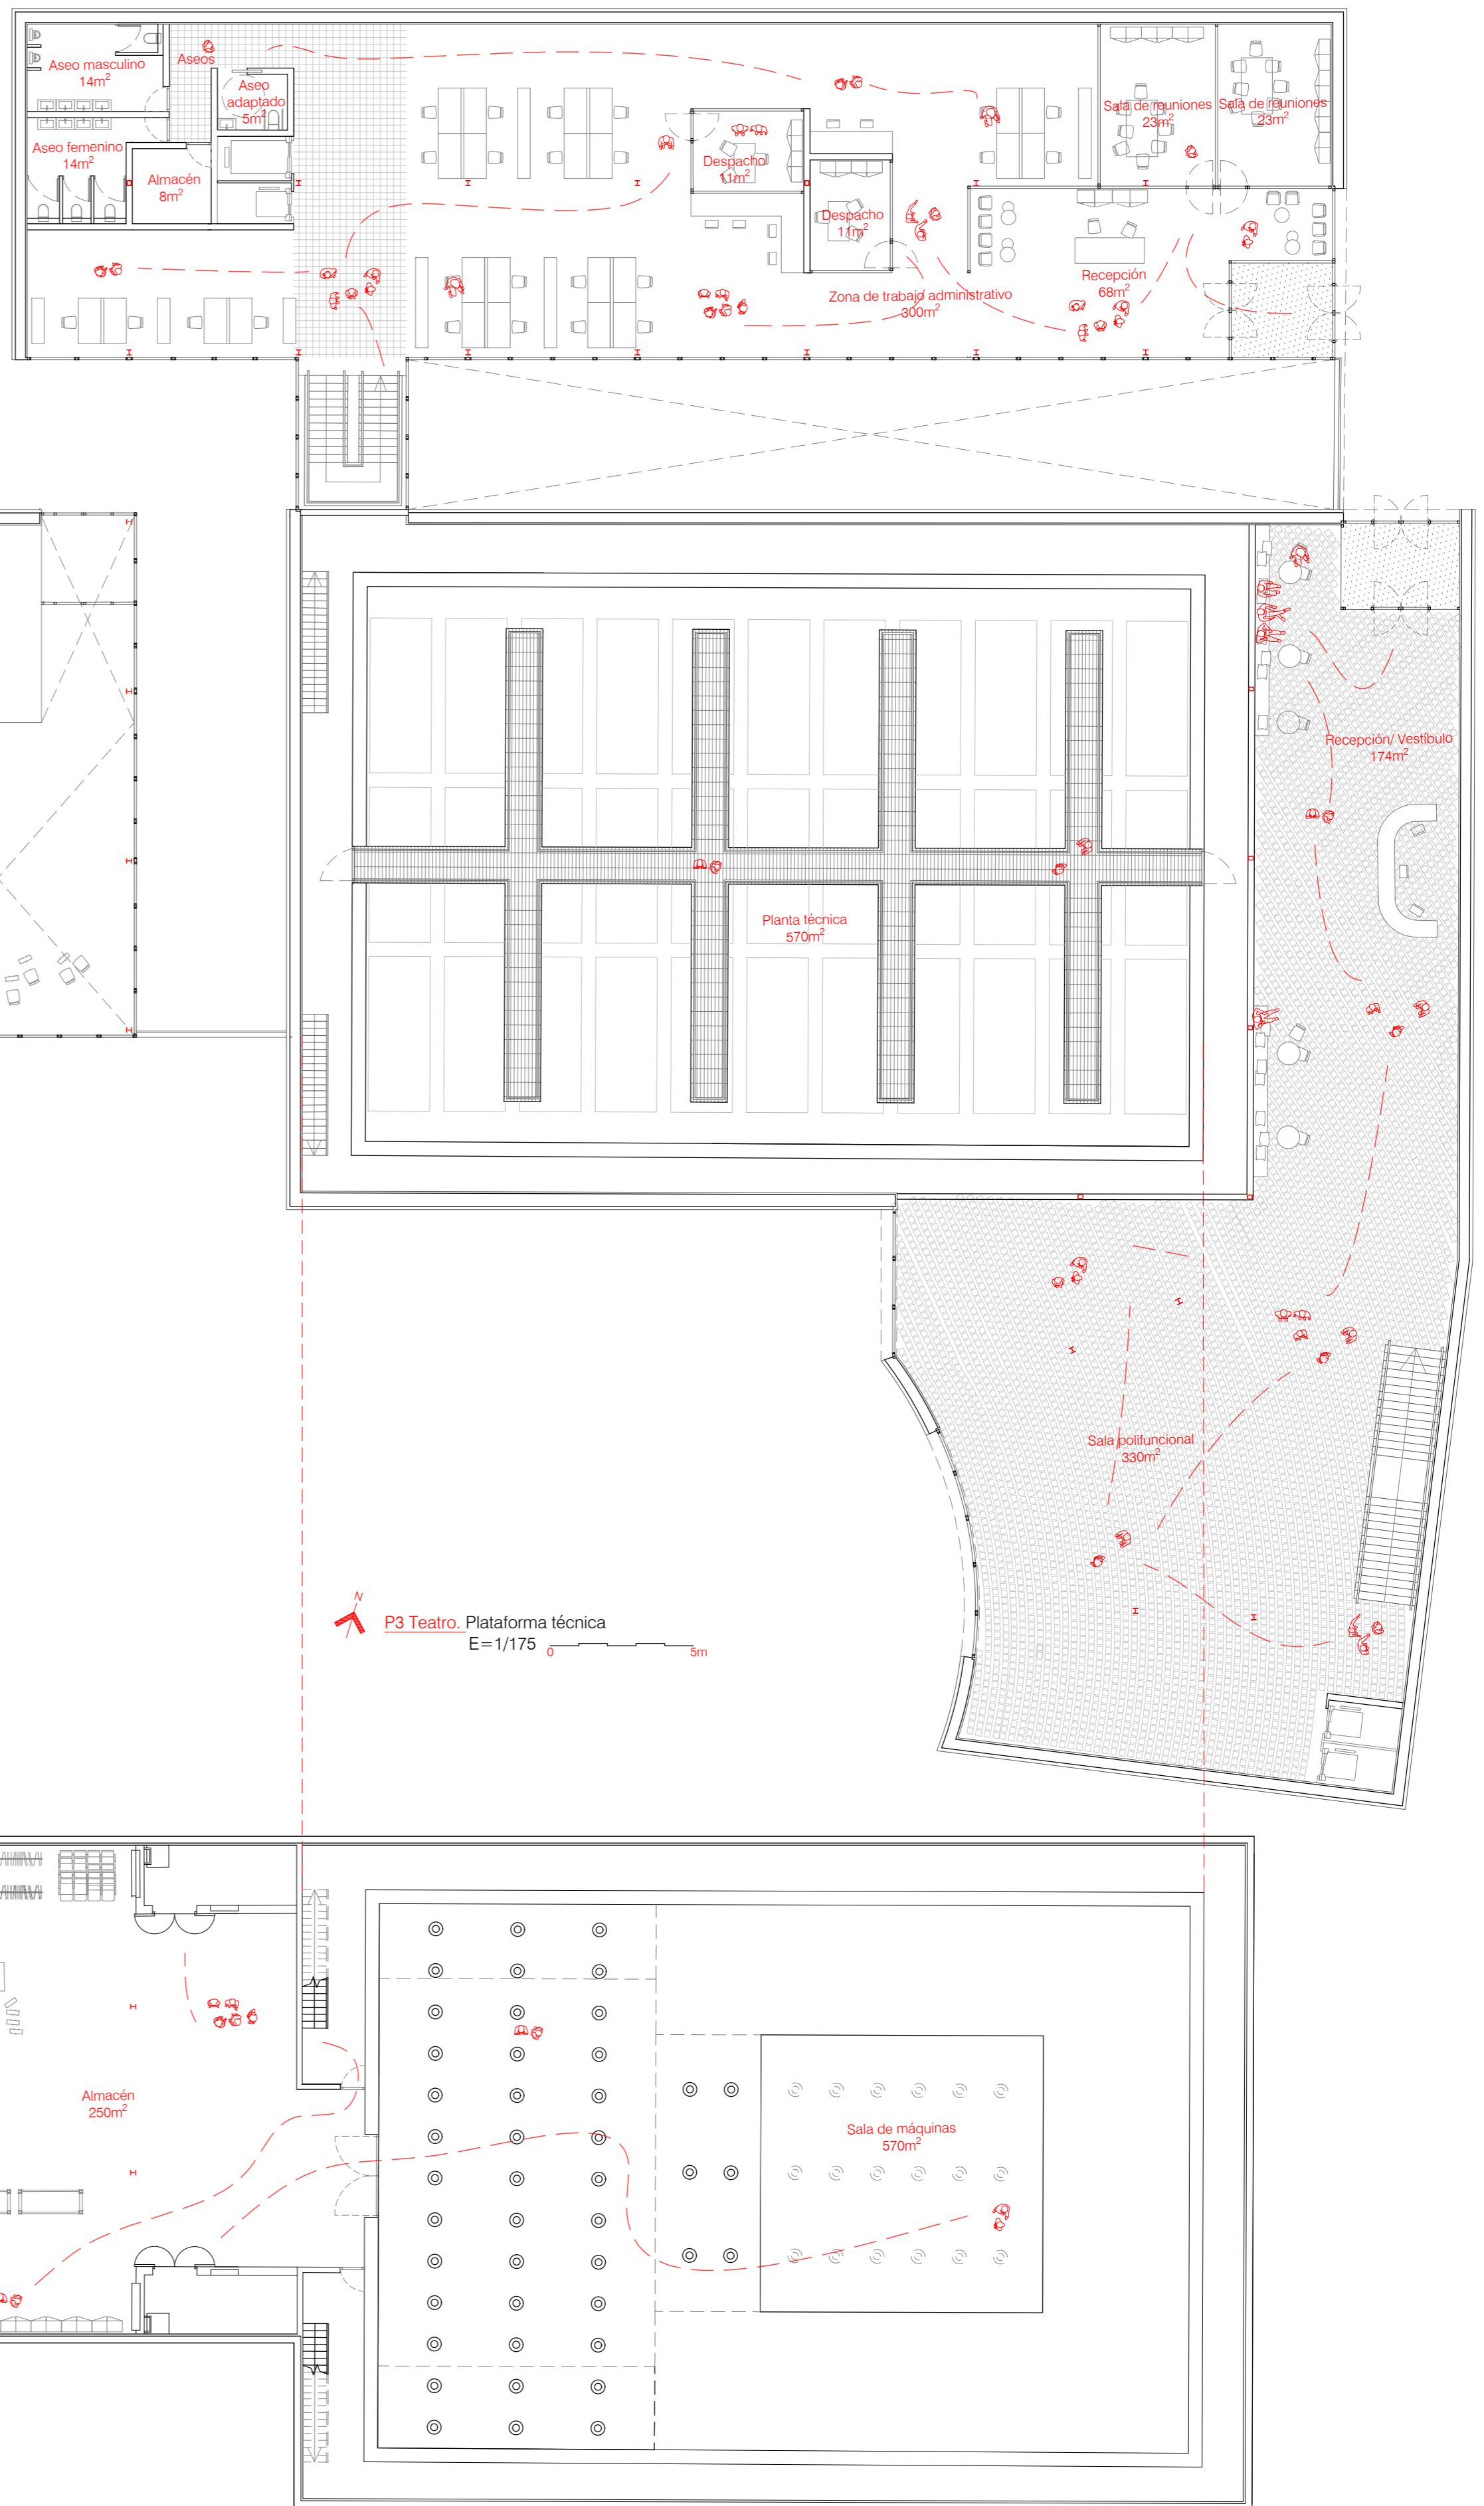 Aseo masculino
14m²
Aseos
Aseo
adaptado
5m²
Aseo femenino
14m²
Almacén
8m²
Despacho
11m²
Despacho
11m²
Sala de reuniones
23m²
Sala de reuniones
23m²
Zona de trabajo administrativo
300m²
Recepción
68m²
Recepción/ Vestíbulo
174m²
Planta técnica
570m²
Sala polifuncional
330m²
N
P3 Teatro. Plataforma técnica
E=1/175
0 5m
Almacén
250m²
Sala de máquinas
570m²